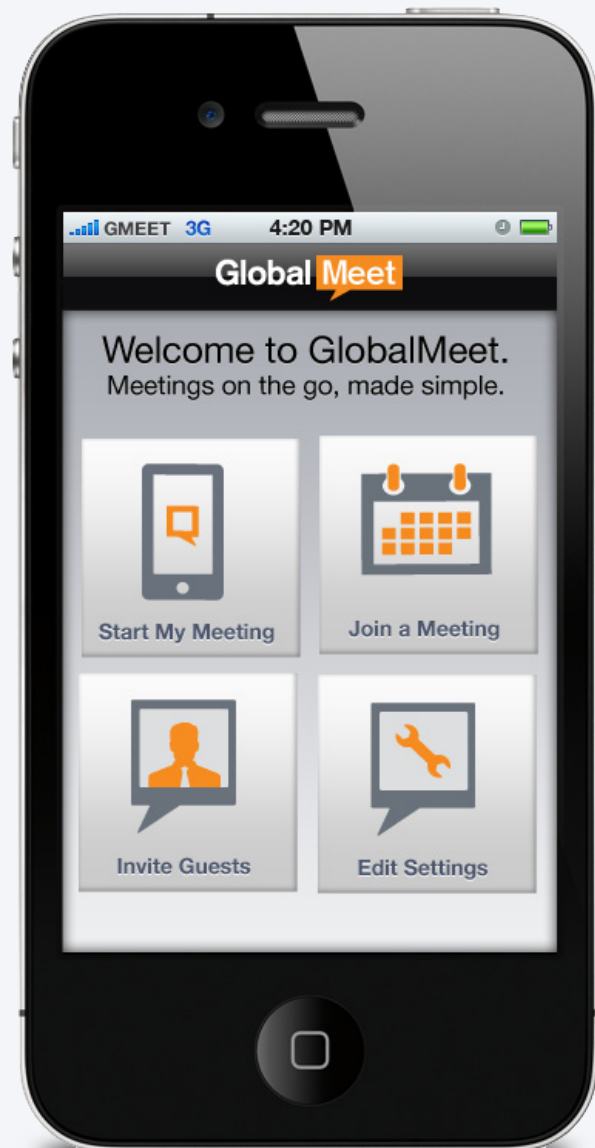 GMEET 3G 4:20 PM
Global Meet
Welcome to GlobalMeet.
Meetings on the go, made simple.
Start My Meeting
Join a Meeting
Invite Guests
Edit Settings